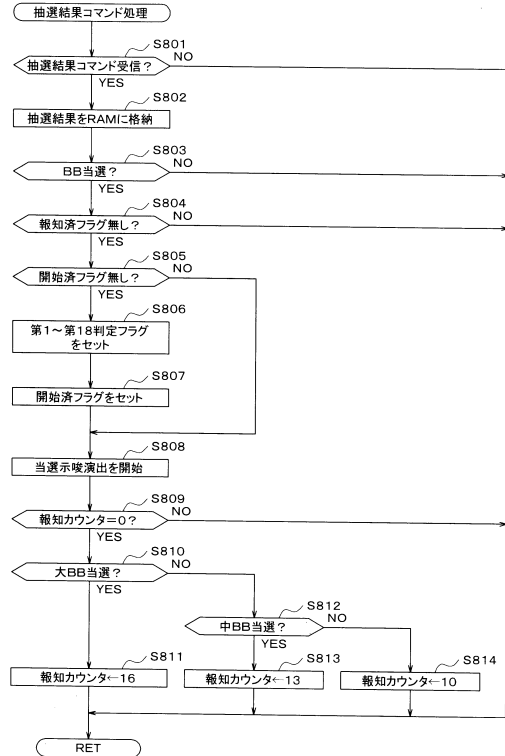 抽選結果コマンド処理
S801
抽選結果コマンド受信?
NO
YES
S802
抽選結果をRAMに格納
S803
BB当選?
NO
YES
S804
報知済フラグ無し?
NO
YES
S805
開始済フラグ無し?
NO
YES
S806
第1～第18判定フラグ
をセット
S807
開始済フラグをセット
S808
当選示唆演出を開始
S809
報知カウンタ=0?
NO
YES
S810
大BB当選?
NO
YES
S812
中BB当選?
NO
YES
S811
報知カウンタ←16
S813
報知カウンタ←13
S814
報知カウンタ←10
RET